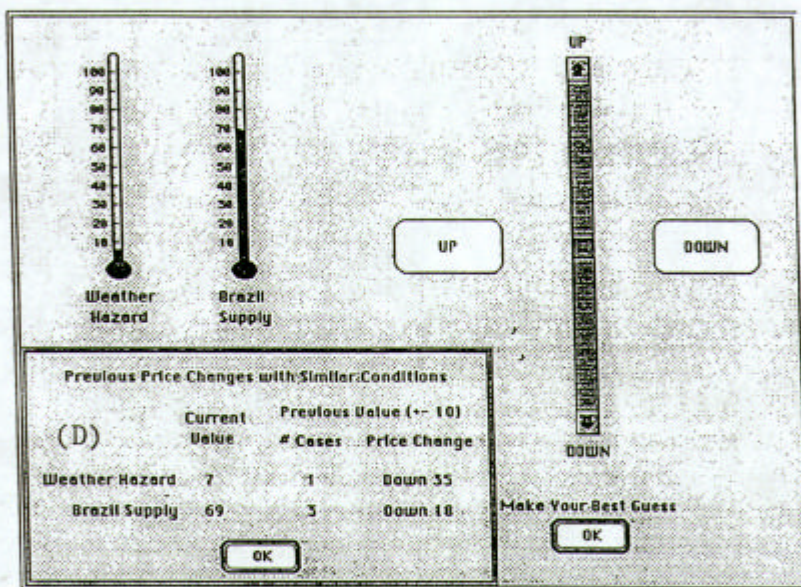 UP
100 100
90 90
80 80
70 70
60 60
50 50
40 40
30 30
20 20
10 10
UP
DOWN
Weather
Hazard
Brazil
Supply
Previous Price Changes with Similar Conditions
(D)
Current
Value
Previous Value (+- 10)
# Cases
Price Change
Weather Hazard 7 1 Down 35
Brazil Supply 69 3 Down 18
OK
DOWN
Make Your Best Guess
OK